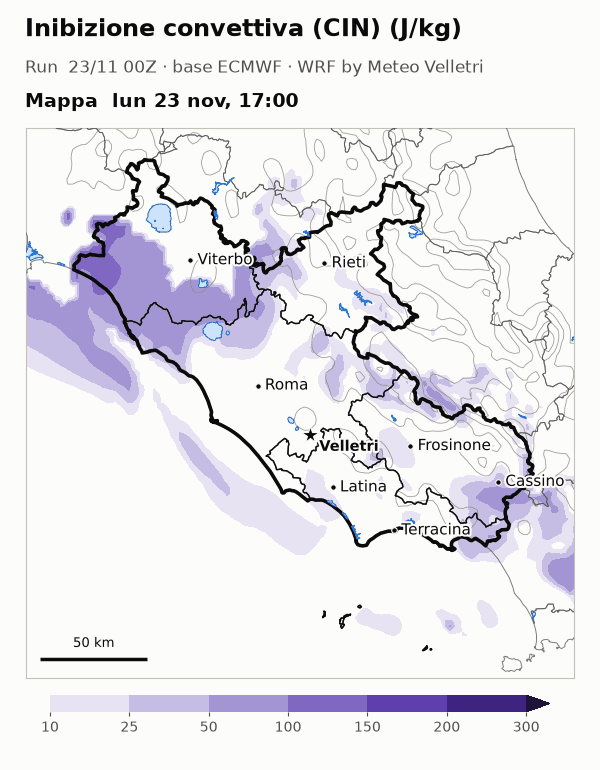 Inibizione convettiva (CIN) (J/kg)
Run  23/11 00Z · base ECMWF · WRF by Meteo Velletri
Mappa  lun 23 nov, 17:00
Viterbo
Rieti
Roma
Velletri
Frosinone
Latina
Cassino
Terracina
50 km
10 25 50 100 150 200 300